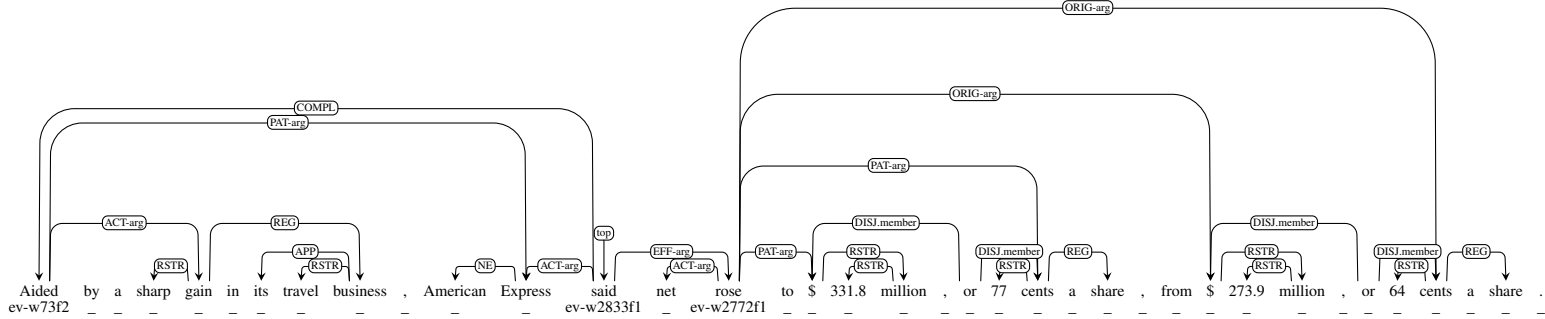 ORIG-arg
ORIG-arg
COMPL
PAT-arg
PAT-arg
ACT-arg REG DISJ.member DISJ.member
top
APP EFF-arg PAT-arg RSTR DISJ.member REG RSTR DISJ.member REG
RSTR RSTR NE ACT-arg ACT-arg RSTR RSTR RSTR RSTR
Aided by a sharp gain in its travel business , American Express said net rose to $ 331.8 million , or 77 cents a share , from $ 273.9 million , or 64 cents a share .
ev-w73f2 _ _ _ _ _ _ _ _ _ _ _ ev-w2833f1 _ ev-w2772f1 _ _ _ _ _ _ _ _ _ _ _ _ _ _ _ _ _ _ _ _ _ _